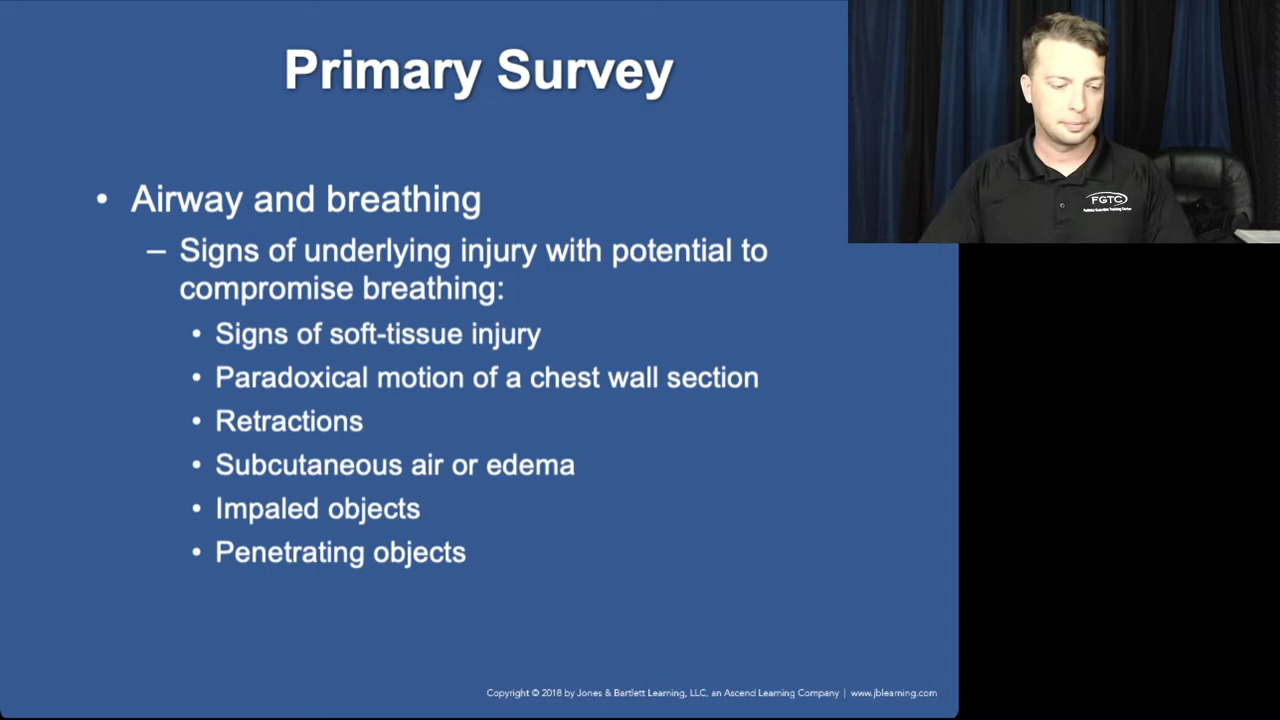 Primary Survey
• Airway and breathing
– Signs of underlying injury with potential to
compromise breathing:
• Signs of soft-tissue injury
• Paradoxical motion of a chest wall section
• Retractions
• Subcutaneous air or edema
• Impaled objects
• Penetrating objects
FGTC
Copyright © 2018 by Jones & Bartlett Learning, LLC, an Ascend Learning Company | www.jblearning.com